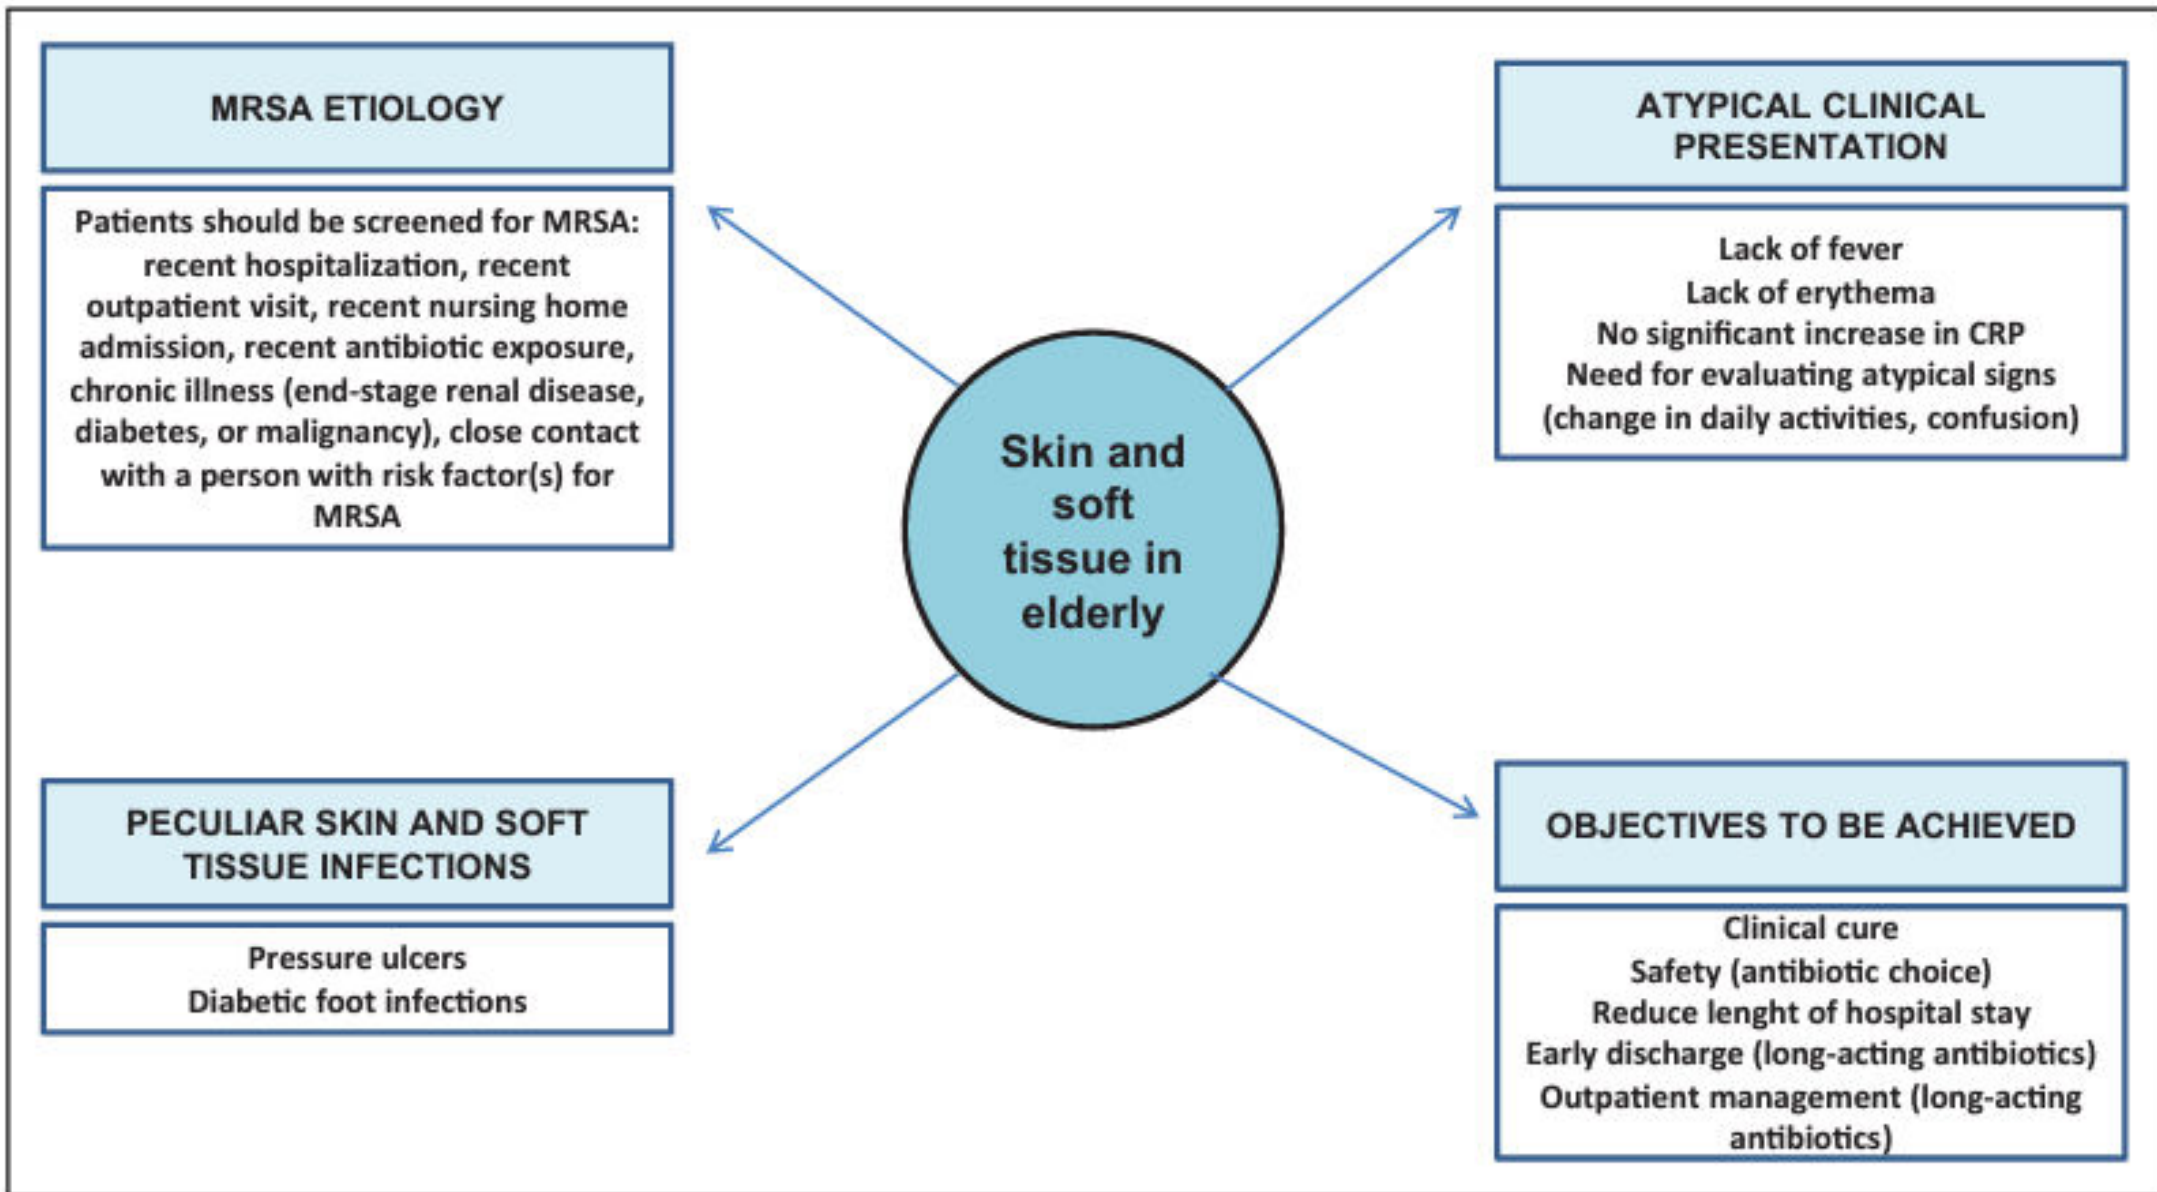 MRSA ETIOLOGY
Patients should be screened for MRSA:
recent hospitalization, recent
outpatient visit, recent nursing home
admission, recent antibiotic exposure,
chronic illness (end-stage renal disease,
diabetes, or malignancy), close contact
with a person with risk factor(s) for
MRSA
ATYPICAL CLINICAL
PRESENTATION
Lack of fever
Lack of erythema
No significant increase in CRP
Need for evaluating atypical signs
(change in daily activities, confusion)
Skin and
soft
tissue in
elderly
PECULIAR SKIN AND SOFT
TISSUE INFECTIONS
Pressure ulcers
Diabetic foot infections
OBJECTIVES TO BE ACHIEVED
Clinical cure
Safety (antibiotic choice)
Reduce lenght of hospital stay
Early discharge (long-acting antibiotics)
Outpatient management (long-acting
antibiotics)